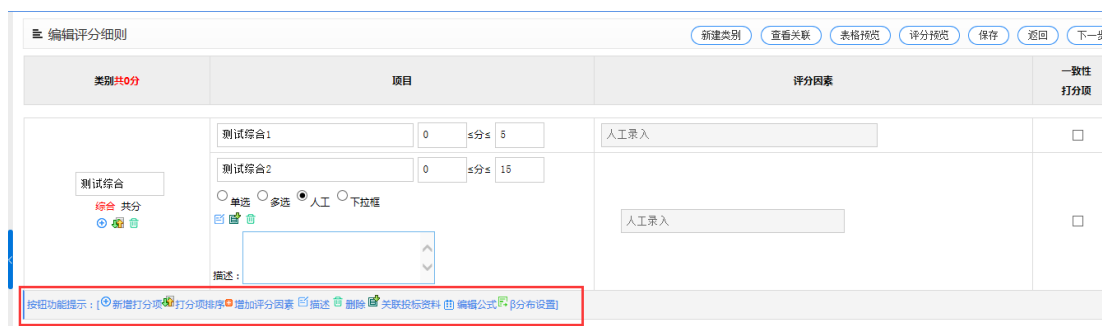 编辑评分细则
新建类别 查看关联 表格预览 评分预览 保存 返回 下一步
类别共0分 项目 评分因素 一致性打分项
测试综合1 0 ≤分≤ 5 人工录入
测试综合2 0 ≤分≤ 15
测试综合
综合 共分
单选 多选 人工 下拉框
人工录入
描述：
按钮功能提示：[新增打分项 打分项排序 增加评分因素 描述 删除 关联投标资料 编辑公式 β分布设置]